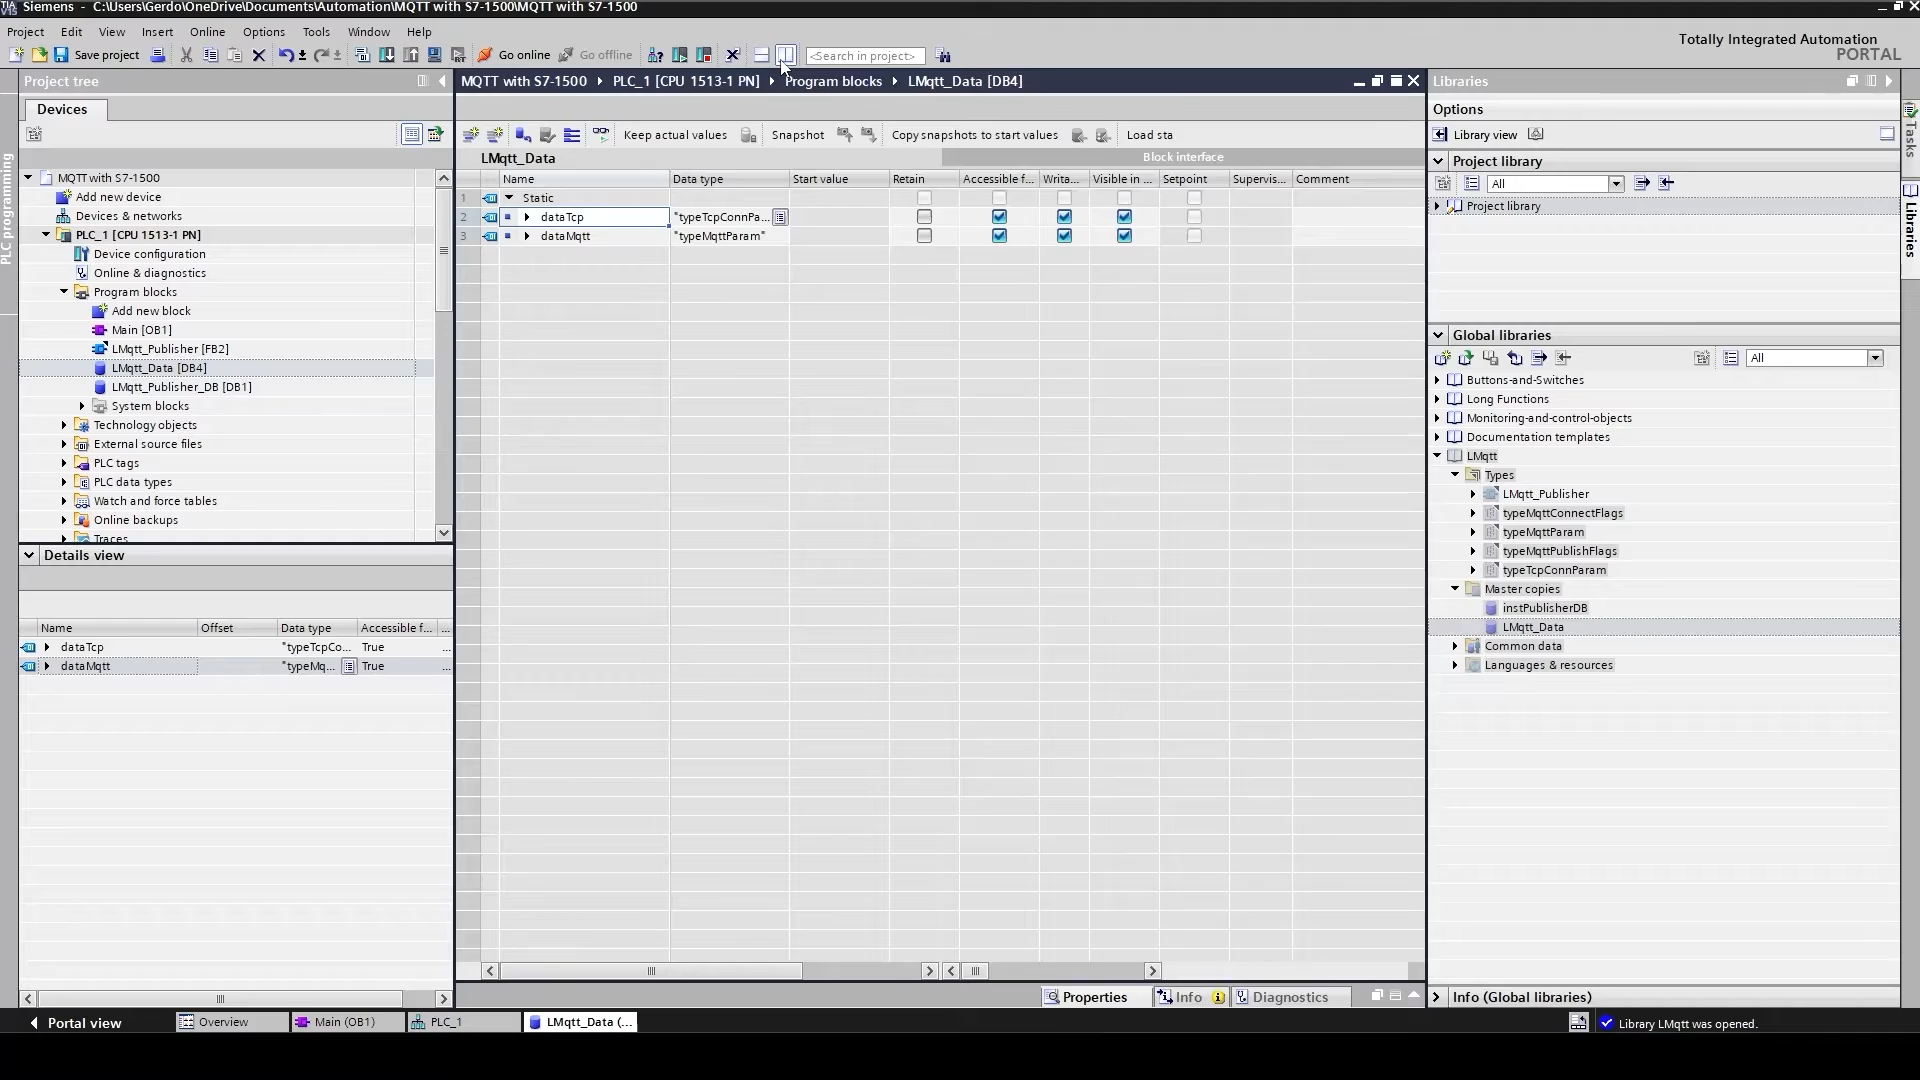 Siemens - C:\Users\Gerdo\OneDrive\Documents\Automation\MQTT with S7-1500\MQTT with S7-1500
Project Edit View Insert Online Options Tools Window Help
Totally Integrated Automation
PORTAL
Save project Go online Go offline <Search in project>
Project tree
MQTT with S7-1500 PLC_1 [CPU 1513-1 PN] Program blocks LMqtt_Data [DB4]
Libraries
Devices
Options
Keep actual values Snapshot Copy snapshots to start values Load sta
Library view
LMqtt_Data Block interface
Project library
Name Data type Start value Retain Accessible f... Writa... Visible in ... Setpoint Supervis... Comment
All
Project library
1 Static
2 dataTcp "typeTcpConnPa...
3 dataMqtt "typeMqttParam"
MQTT with S7-1500
Add new device
Devices & networks
PLC_1 [CPU 1513-1 PN]
Device configuration
Online & diagnostics
Program blocks
Add new block
Main [OB1]
LMqtt_Publisher [FB2]
LMqtt_Data [DB4]
LMqtt_Publisher_DB [DB1]
System blocks
Technology objects
External source files
PLC tags
PLC data types
Watch and force tables
Online backups
Traces
Global libraries
All
Buttons-and-Switches
Long Functions
Monitoring-and-control-objects
Documentation templates
LMqtt
Types
LMqtt_Publisher
typeMqttConnectFlags
typeMqttParam
typeMqttPublishFlags
typeTcpConnParam
Master copies
instPublisherDB
LMqtt_Data
Common data
Languages & resources
Details view
Name Offset Data type Accessible f... ...
dataTcp "typeTcpCo... True ...
dataMqtt "typeMq... True ...
Properties Info Diagnostics
Info (Global libraries)
Portal view Overview Main (OB1) PLC_1 LMqtt_Data (...
Library LMqtt was opened.
PLC programming
Tasks
Libraries